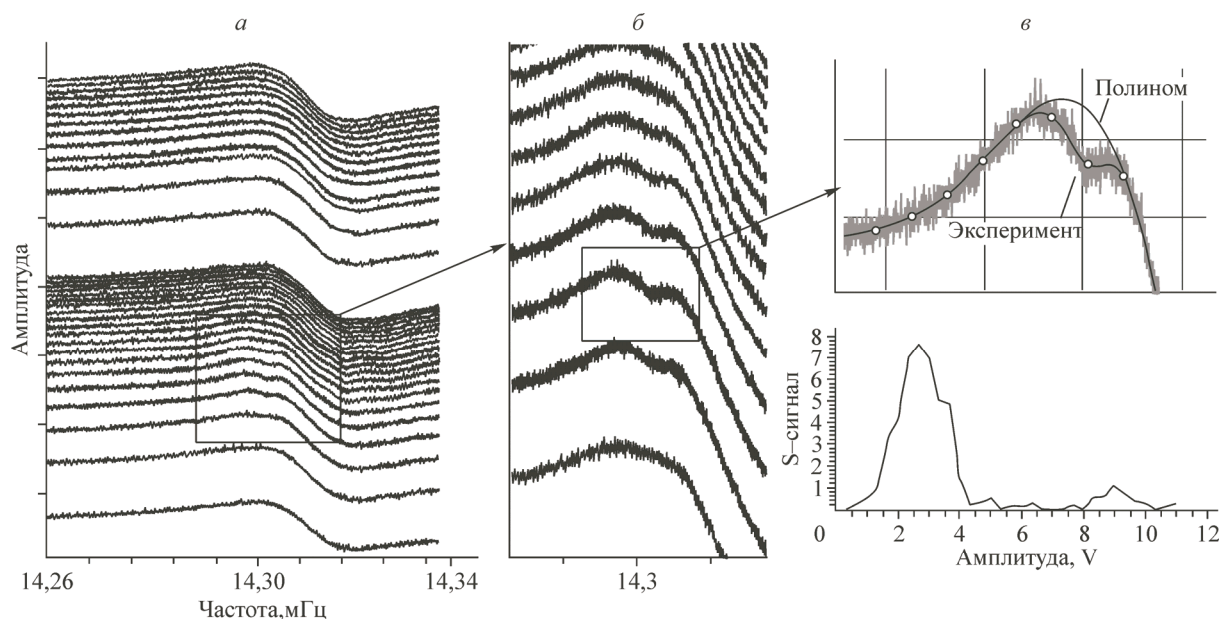 а
б
в
Амплитуда
14,26
14,30
14,34
Частота,мГц
14,3
Полином
Эксперимент
S–сигнал
8
7
6
5
4
3
2
1
0
2
4
6
8
10
12
Амплитуда, V